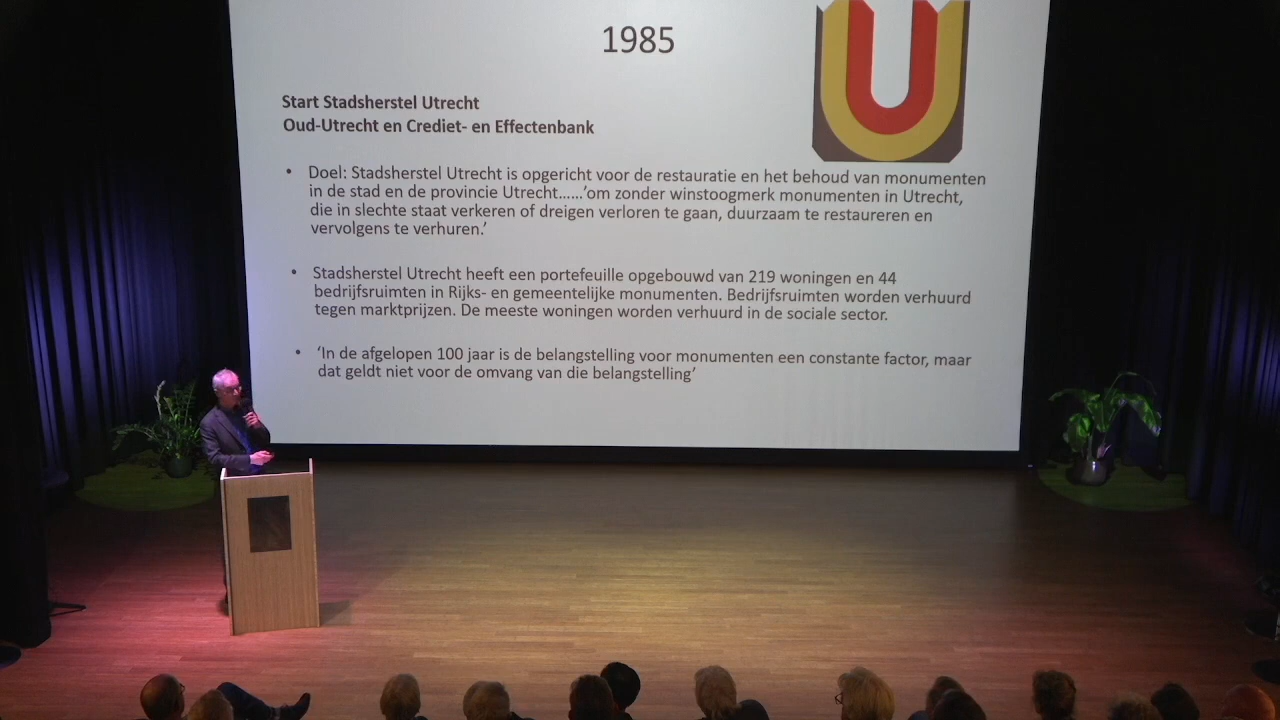 1985
U
Start Stadsherstel Utrecht
Oud-Utrecht en Crediet- en Effectenbank
• Doel: Stadsherstel Utrecht is opgericht voor de restauratie en het behoud van monumenten
in de stad en de provincie Utrecht……’om zonder winstoogmerk monumenten in Utrecht,
die in slechte staat verkeren of dreigen verloren te gaan, duurzaam te restaureren en
vervolgens te verhuren.’
• Stadsherstel Utrecht heeft een portefeuille opgebouwd van 219 woningen en 44
bedrijfsruimten in Rijks- en gemeentelijke monumenten. Bedrijfsruimten worden verhuurd
tegen marktprijzen. De meeste woningen worden verhuurd in de sociale sector.
• ‘In de afgelopen 100 jaar is de belangstelling voor monumenten een constante factor, maar
dat geldt niet voor de omvang van die belangstelling’